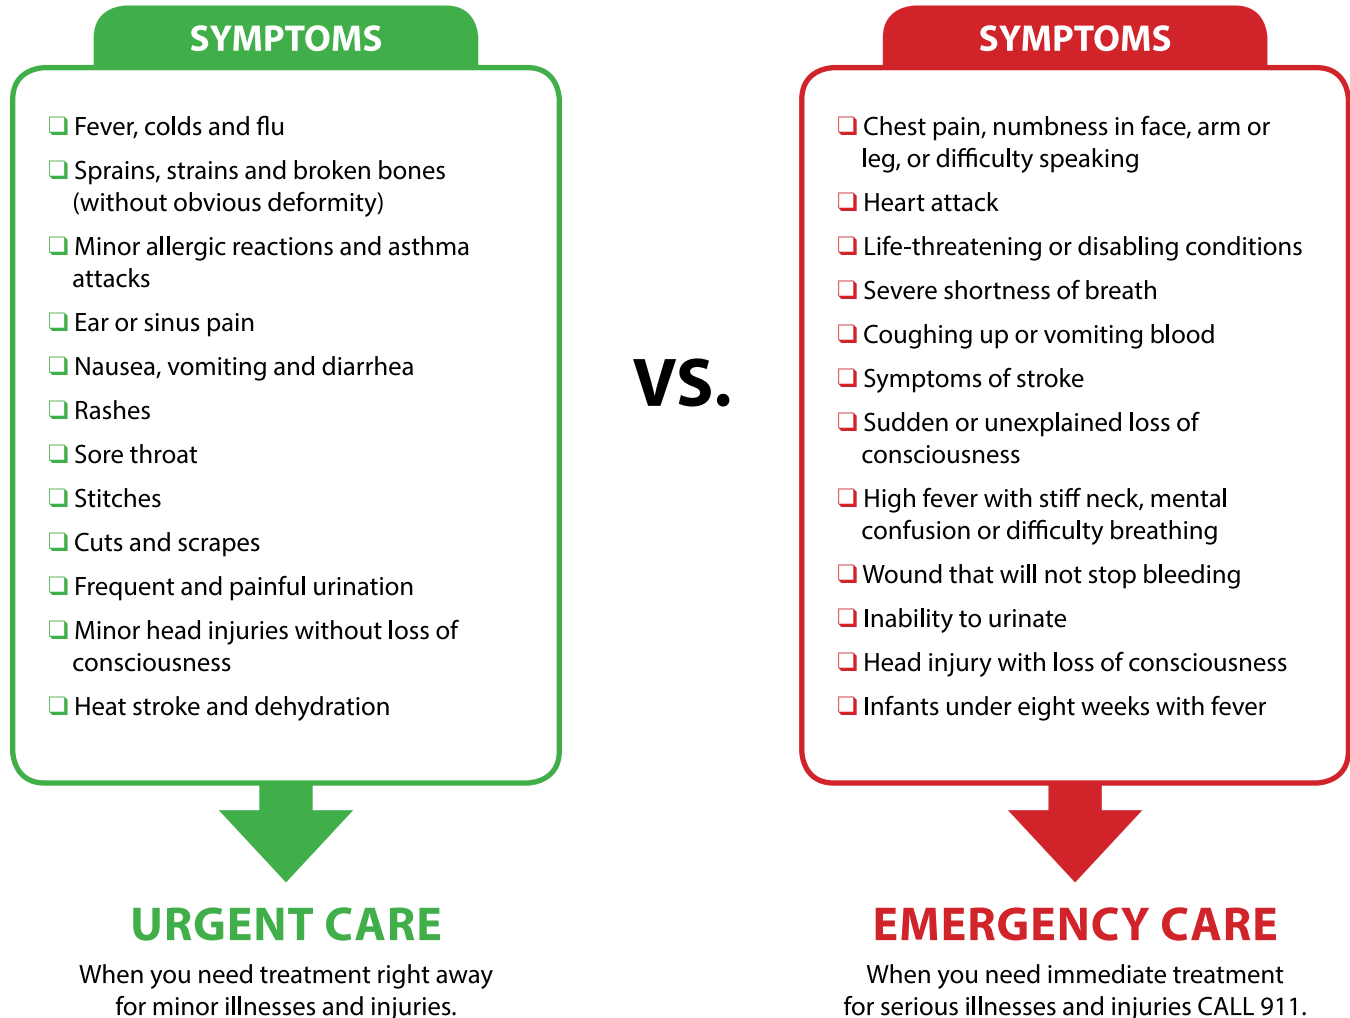 SYMPTOMS
❏ Fever, colds and flu
❏ Sprains, strains and broken bones
(without obvious deformity)
❏ Minor allergic reactions and asthma
attacks
❏ Ear or sinus pain
❏ Nausea, vomiting and diarrhea
❏ Rashes
❏ Sore throat
❏ Stitches
❏ Cuts and scrapes
❏ Frequent and painful urination
❏ Minor head injuries without loss of
consciousness
❏ Heat stroke and dehydration
URGENT CARE
When you need treatment right away
for minor illnesses and injuries.
VS.
SYMPTOMS
❏ Chest pain, numbness in face, arm or
leg, or difficulty speaking
❏ Heart attack
❏ Life-threatening or disabling conditions
❏ Severe shortness of breath
❏ Coughing up or vomiting blood
❏ Symptoms of stroke
❏ Sudden or unexplained loss of
consciousness
❏ High fever with stiff neck, mental
confusion or difficulty breathing
❏ Wound that will not stop bleeding
❏ Inability to urinate
❏ Head injury with loss of consciousness
❏ Infants under eight weeks with fever
EMERGENCY CARE
When you need immediate treatment
for serious illnesses and injuries CALL 911.